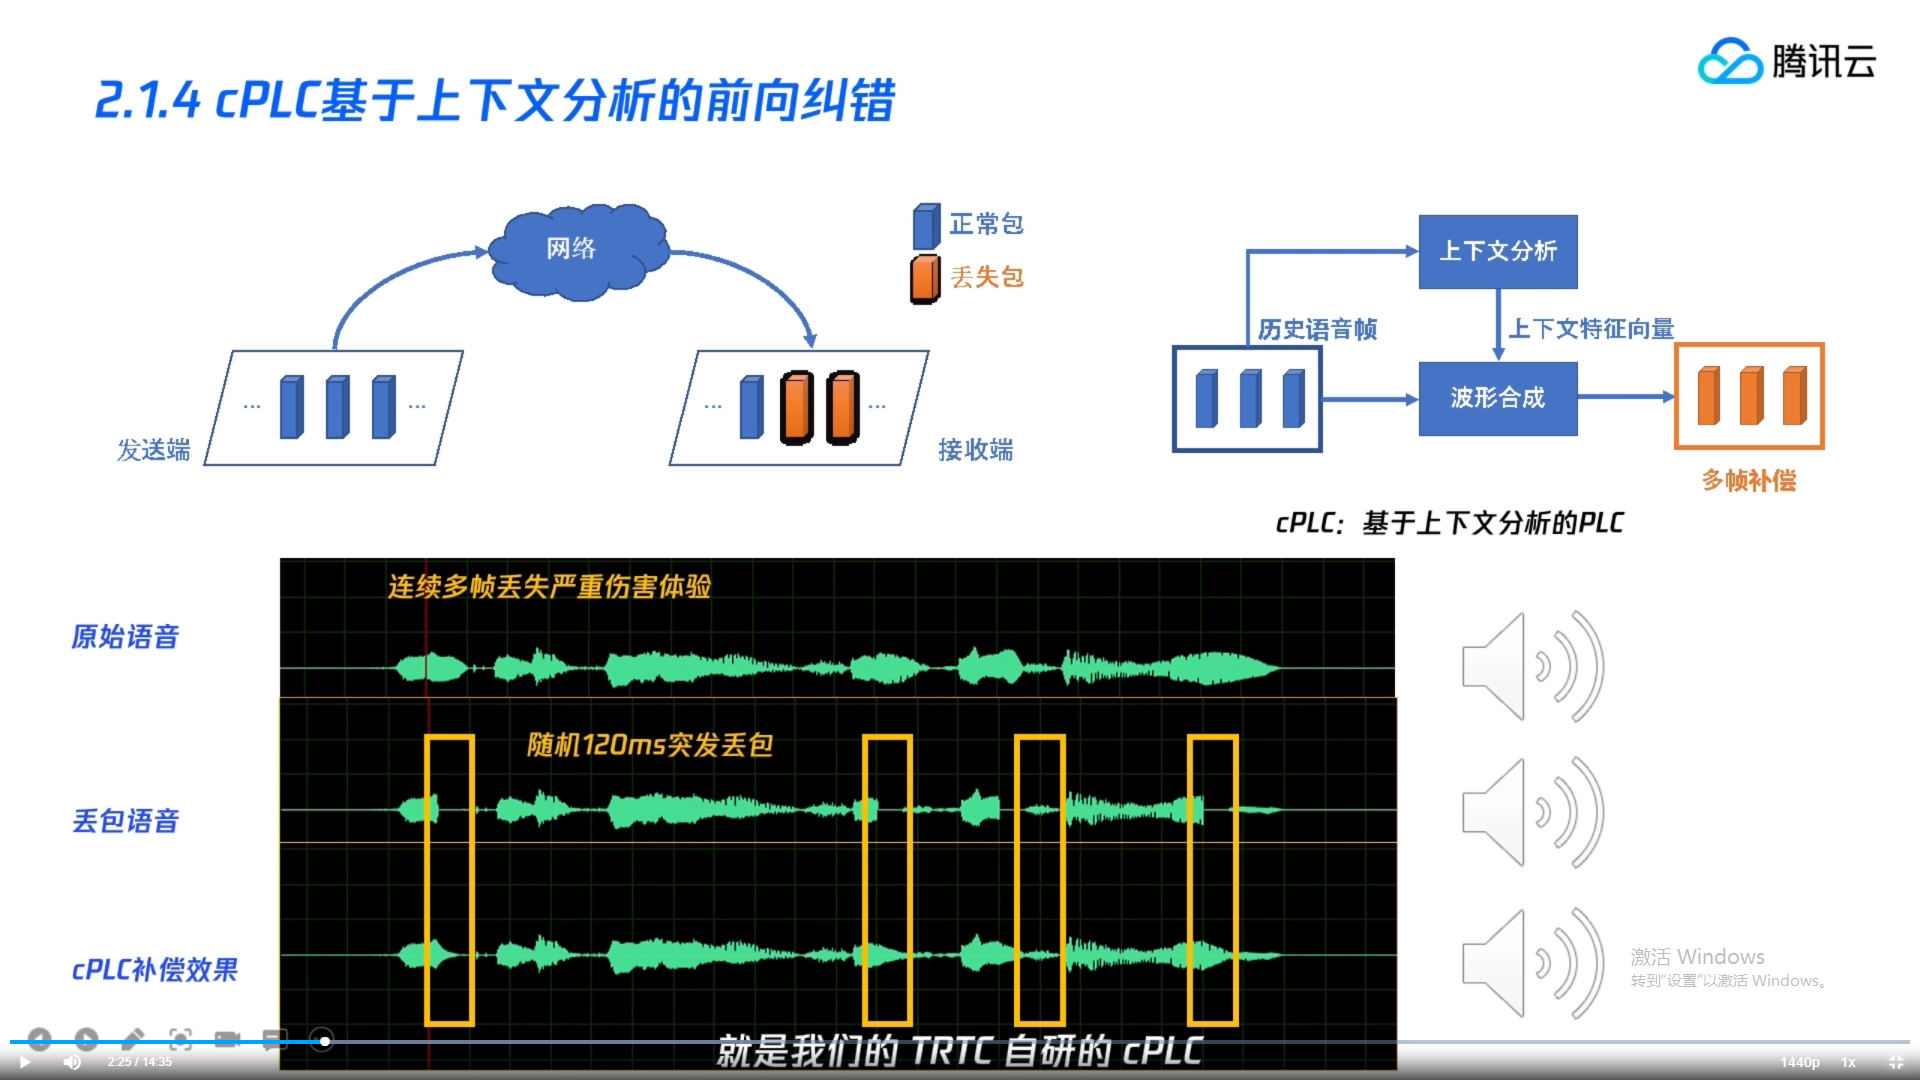 腾讯云
2.1.4 cPLC基于上下文分析的前向纠错
网络
正常包
丢失包
发送端
...
...
...
...
接收端
上下文分析
历史语音帧
上下文特征向量
波形合成
多帧补偿
cPLC：基于上下文分析的PLC
连续多帧丢失严重伤害体验
原始语音
随机120ms突发丢包
丢包语音
cPLC补偿效果
激活 Windows
转到“设置”以激活 Windows。
就是我们的 TRTC 自研的 cPLC
2:25 / 14:35
1440p
1x